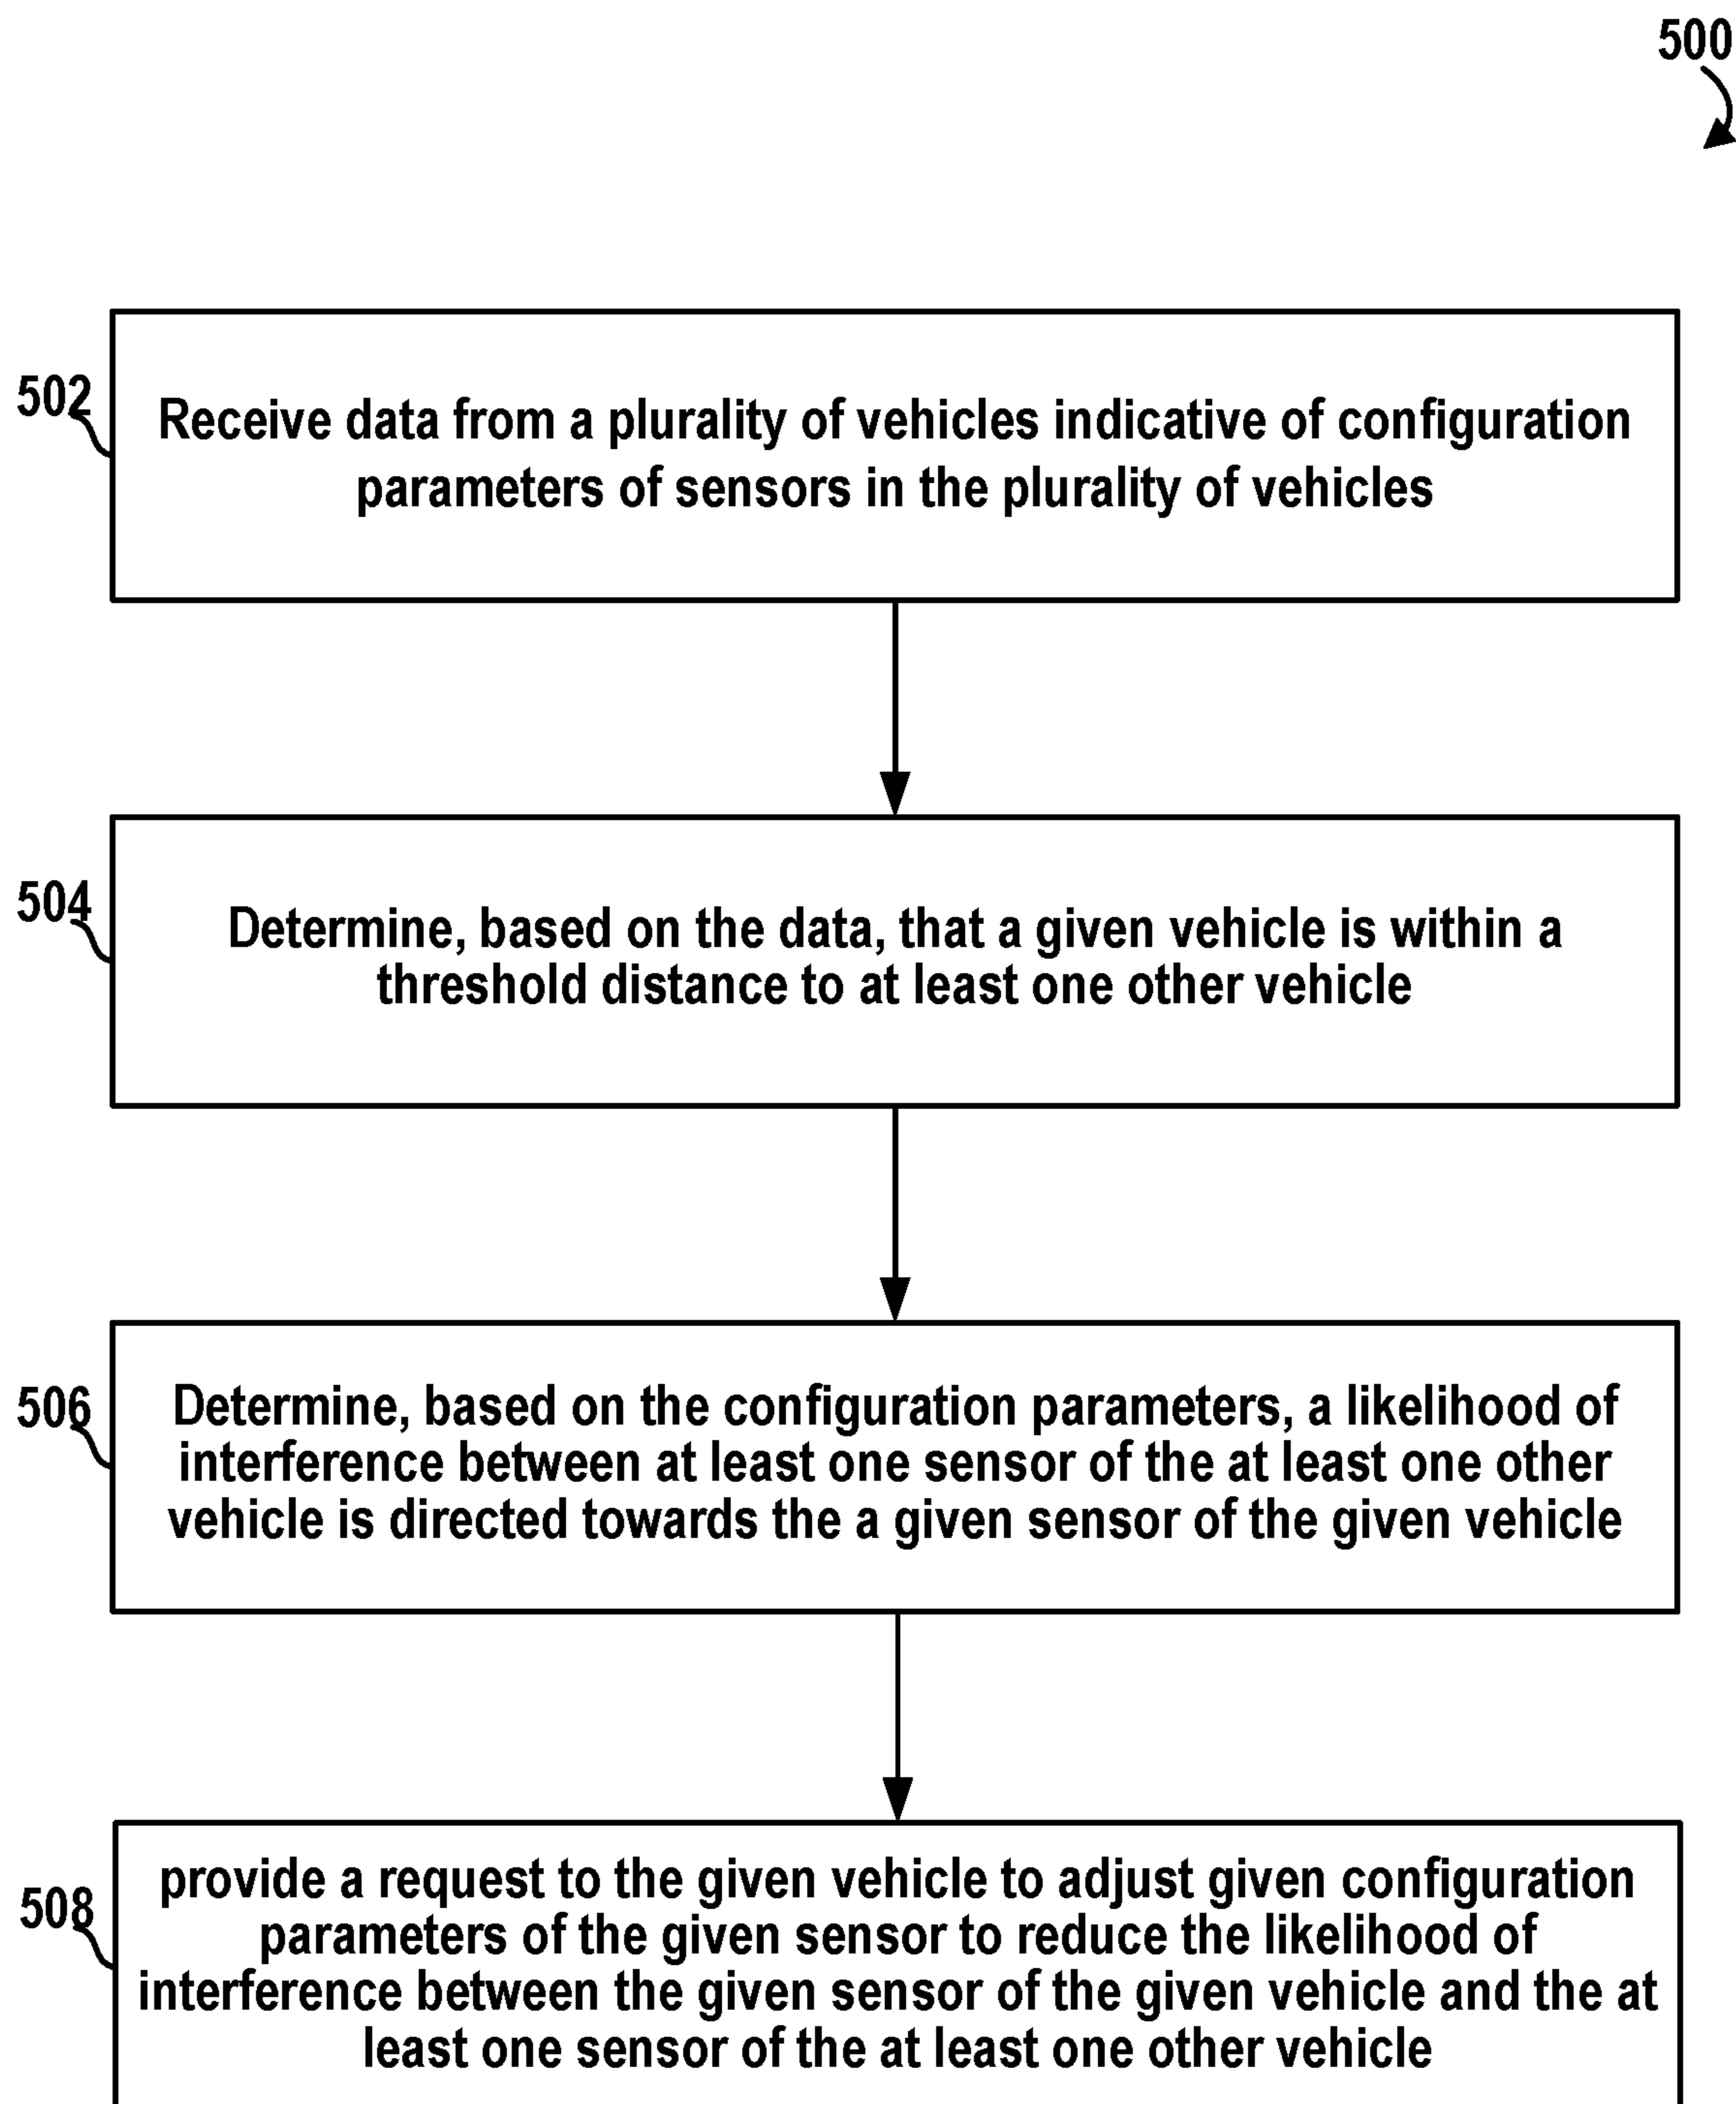 500
502
Receive data from a plurality of vehicles indicative of configuration
parameters of sensors in the plurality of vehicles
504
Determine, based on the data, that a given vehicle is within a
threshold distance to at least one other vehicle
506
Determine, based on the configuration parameters, a likelihood of
interference between at least one sensor of the at least one other
vehicle is directed towards the a given sensor of the given vehicle
508
provide a request to the given vehicle to adjust given configuration
parameters of the given sensor to reduce the likelihood of
interference between the given sensor of the given vehicle and the at
least one sensor of the at least one other vehicle